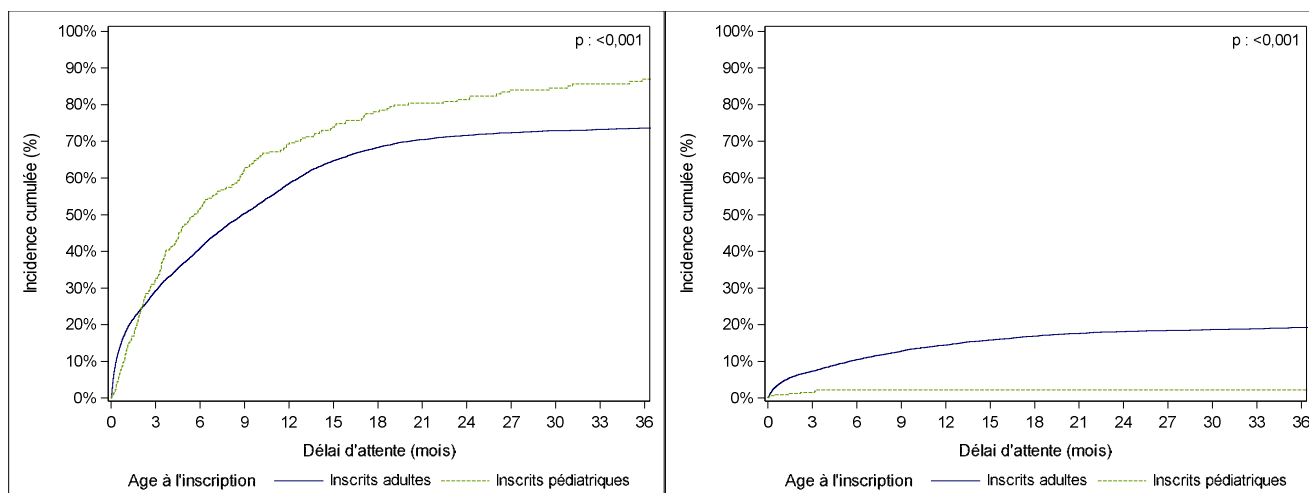 100%
90%
80%
70%
60%
50%
40%
30%
20%
10%
0%
Incidence cumulée (%)
p : <0,001
0 3 6 9 12 15 18 21 24 27 30 33 36
Délai d'attente (mois)
Age à l'inscription Inscrits adultes Inscrits pédiatriques
100%
90%
80%
70%
60%
50%
40%
30%
20%
10%
0%
Incidence cumulée (%)
p : <0,001
0 3 6 9 12 15 18 21 24 27 30 33 36
Délai d'attente (mois)
Age à l'inscription Inscrits adultes Inscrits pédiatriques